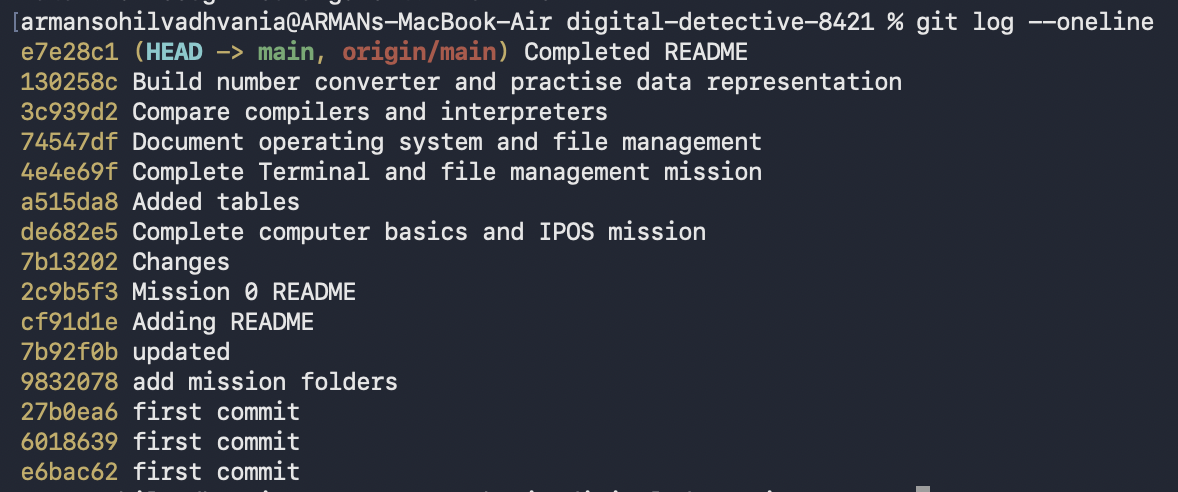 [armansohilvadhvania@ARMANs-MacBook-Air digital-detective-8421 % git log --oneline
e7e28c1 (HEAD -> main, origin/main) Completed README
130258c Build number converter and practise data representation
3c939d2 Compare compilers and interpreters
74547df Document operating system and file management
4e4e69f Complete Terminal and file management mission
a515da8 Added tables
de682e5 Complete computer basics and IPOS mission
7b13202 Changes
2c9b5f3 Mission 0 README
cf91d1e Adding README
7b92f0b updated
9832078 add mission folders
27b0ea6 first commit
6018639 first commit
e6bac62 first commit